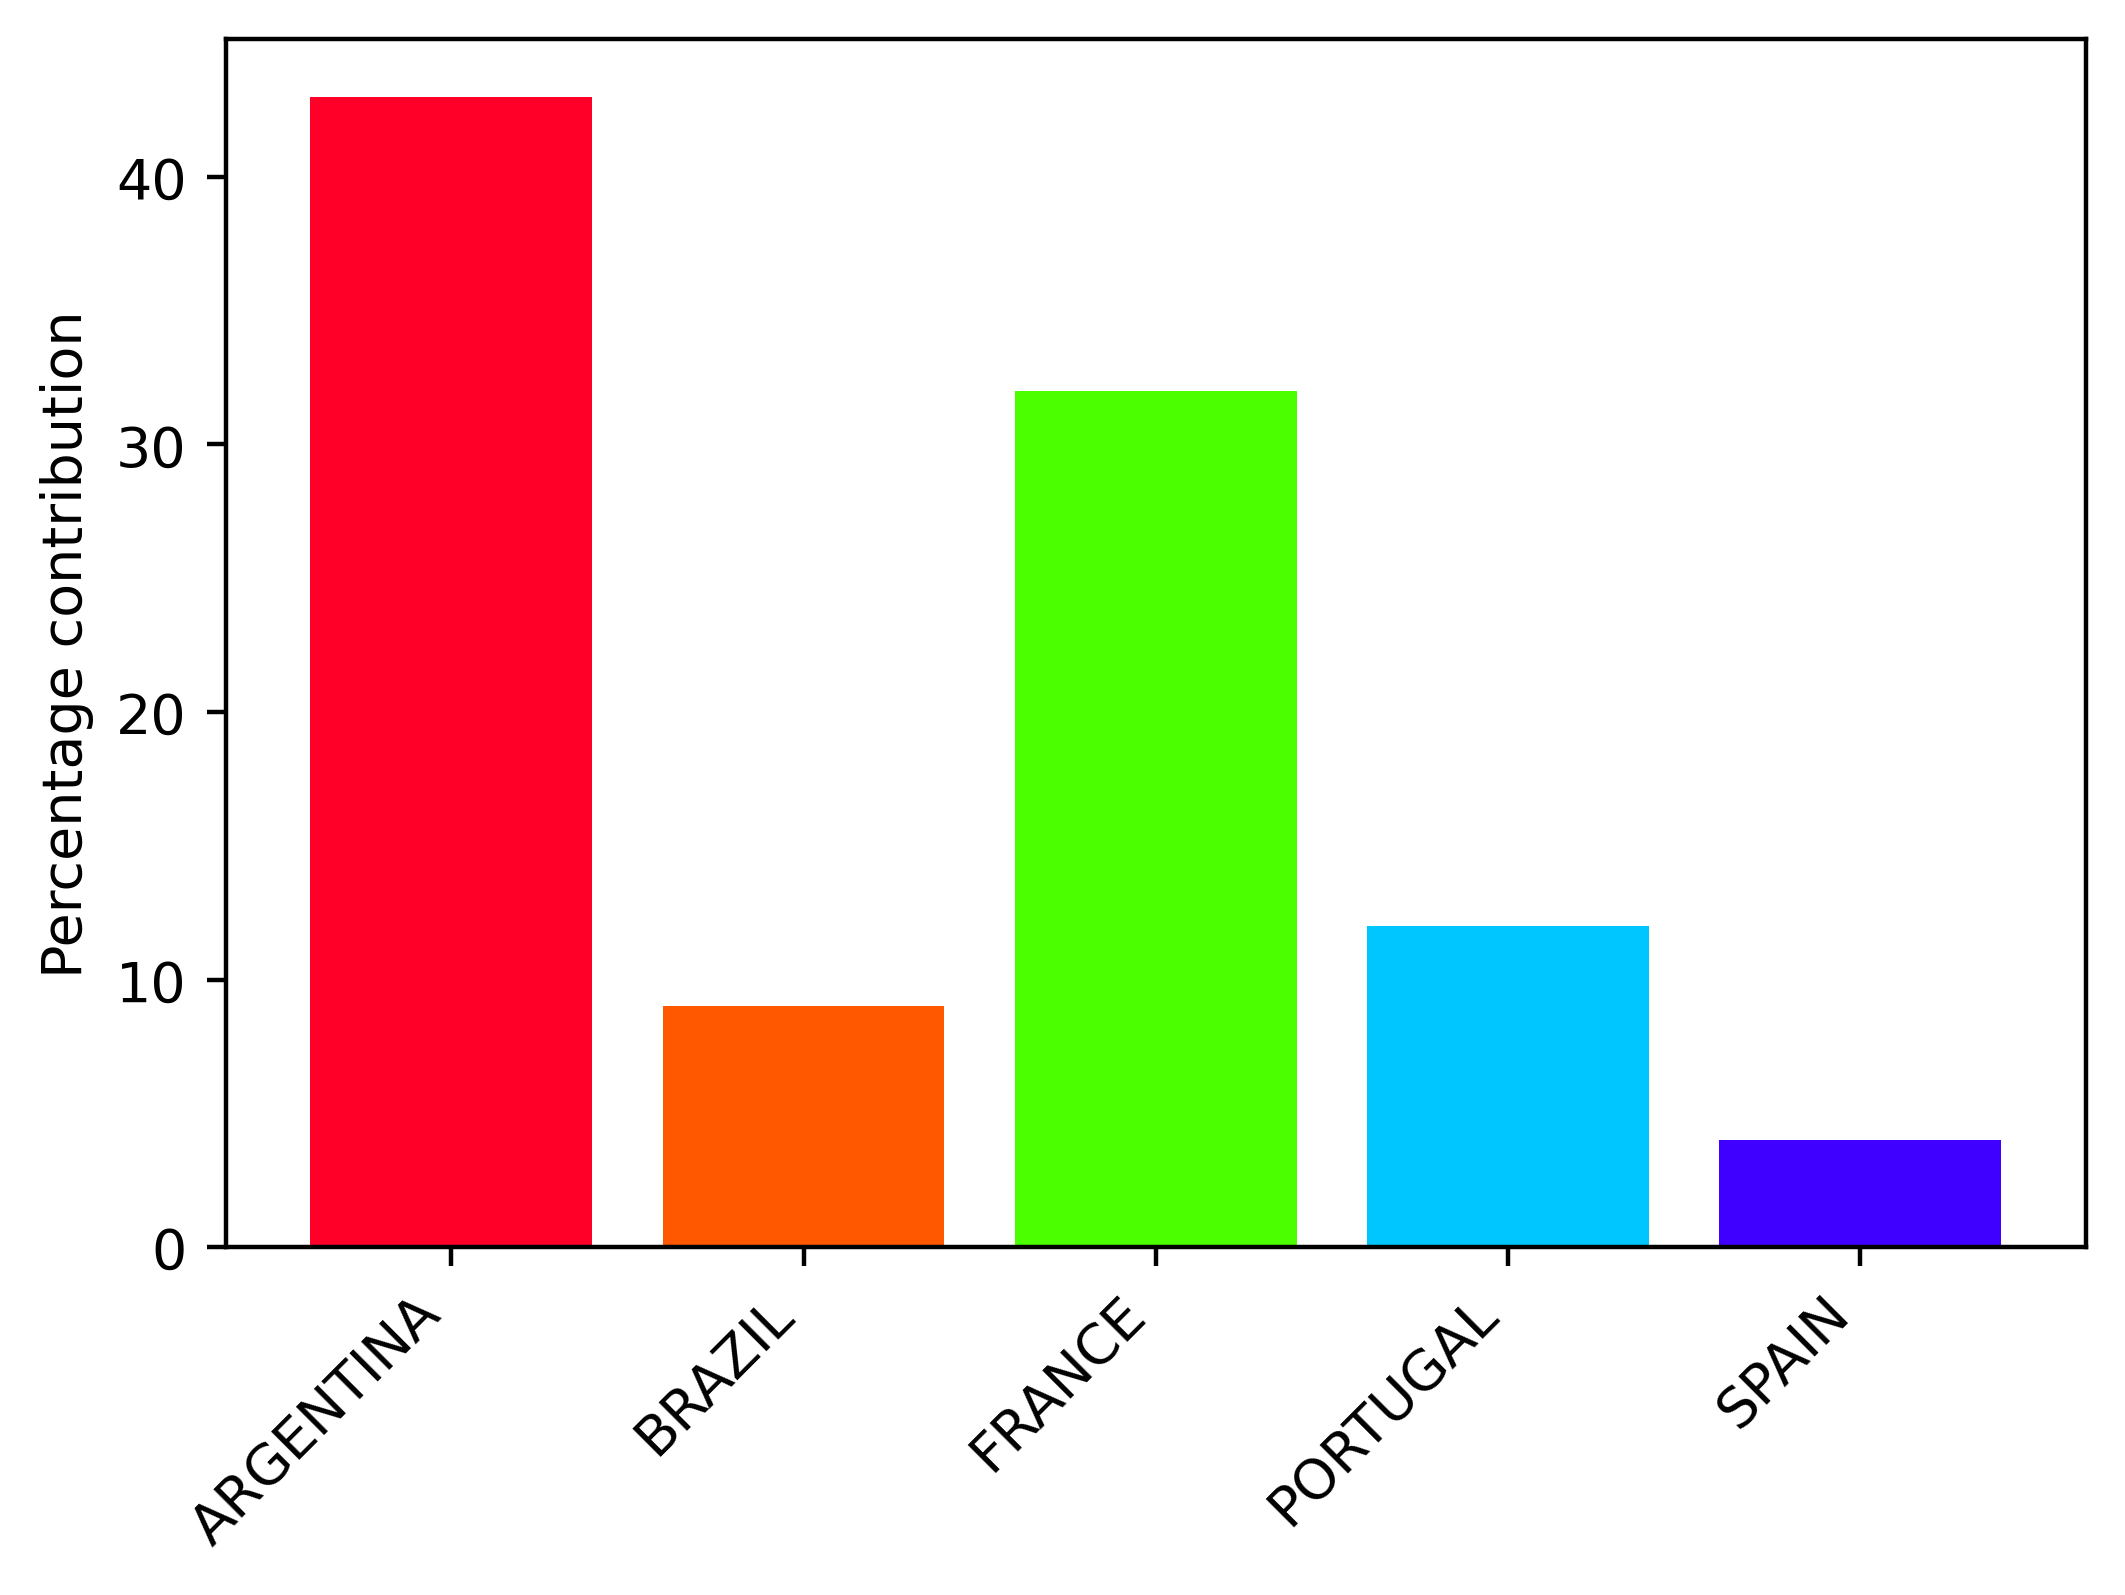 Percentage contribution
40
30
20
10
0
ARGENTINA
BRAZIL
FRANCE
PORTUGAL
SPAIN